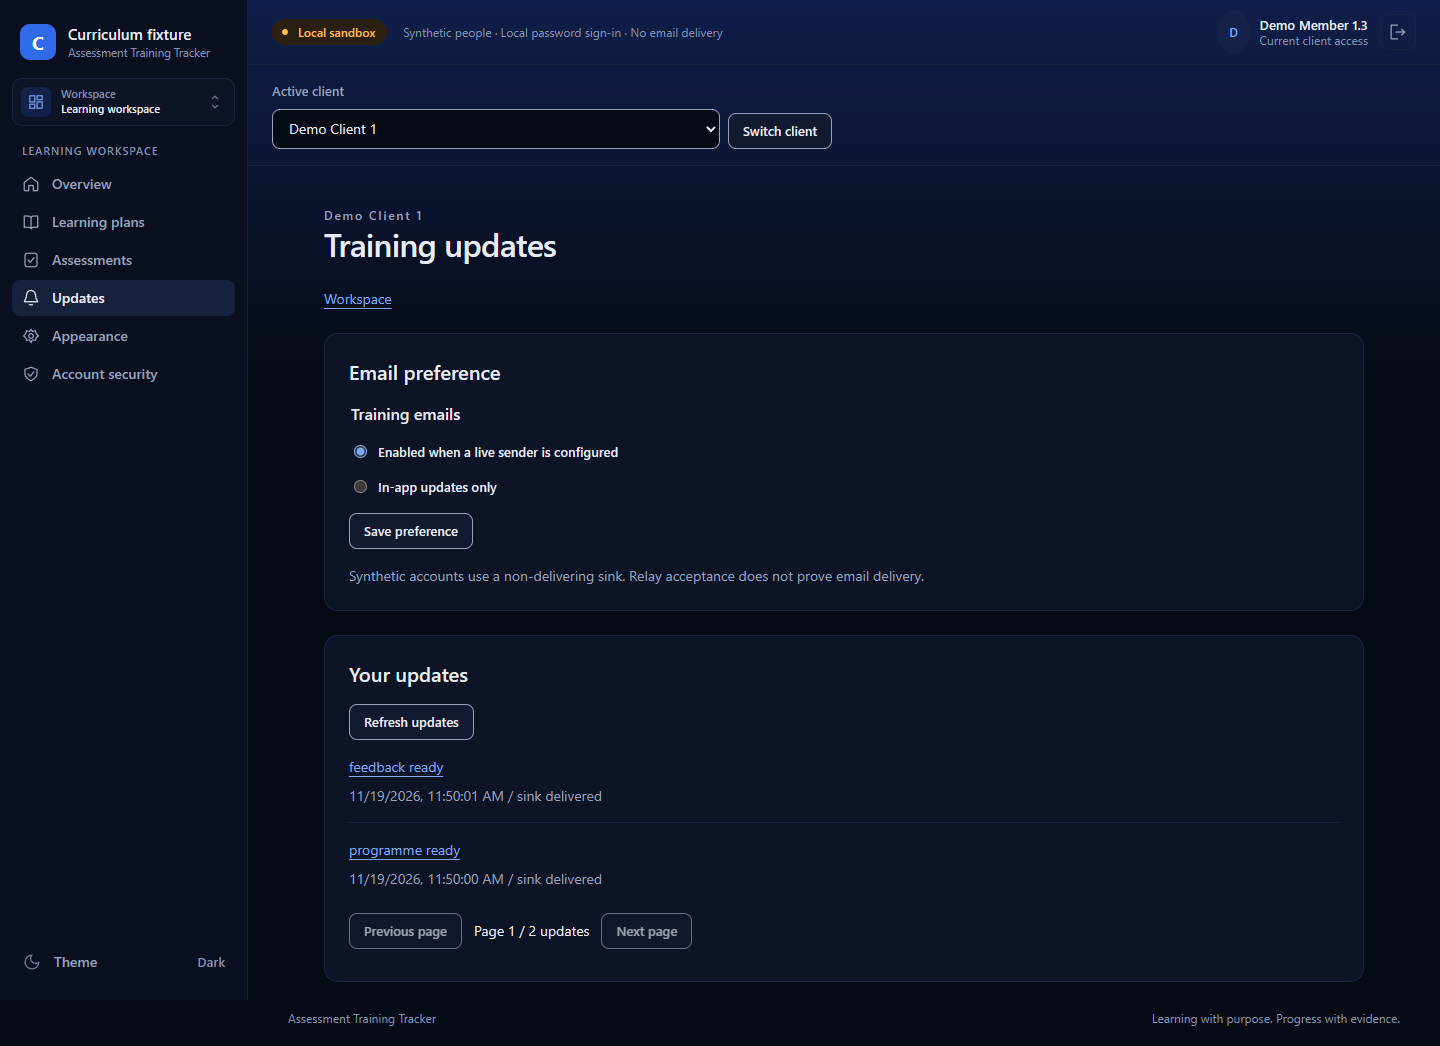 C
Curriculum fixture
Assessment Training Tracker
Workspace
Learning workspace
LEARNING WORKSPACE
Overview
Learning plans
Assessments
Updates
Appearance
Account security
Theme
Dark
Local sandbox
Synthetic people · Local password sign-in · No email delivery
D
Demo Member 1.3
Current client access
Active client
Demo Client 1
Switch client
Demo Client 1
Training updates
Workspace
Email preference
Training emails
Enabled when a live sender is configured
In-app updates only
Save preference
Synthetic accounts use a non-delivering sink. Relay acceptance does not prove email delivery.
Your updates
Refresh updates
feedback ready
11/19/2026, 11:50:01 AM / sink delivered
programme ready
11/19/2026, 11:50:00 AM / sink delivered
Previous page
Page 1 / 2 updates
Next page
Assessment Training Tracker
Learning with purpose. Progress with evidence.